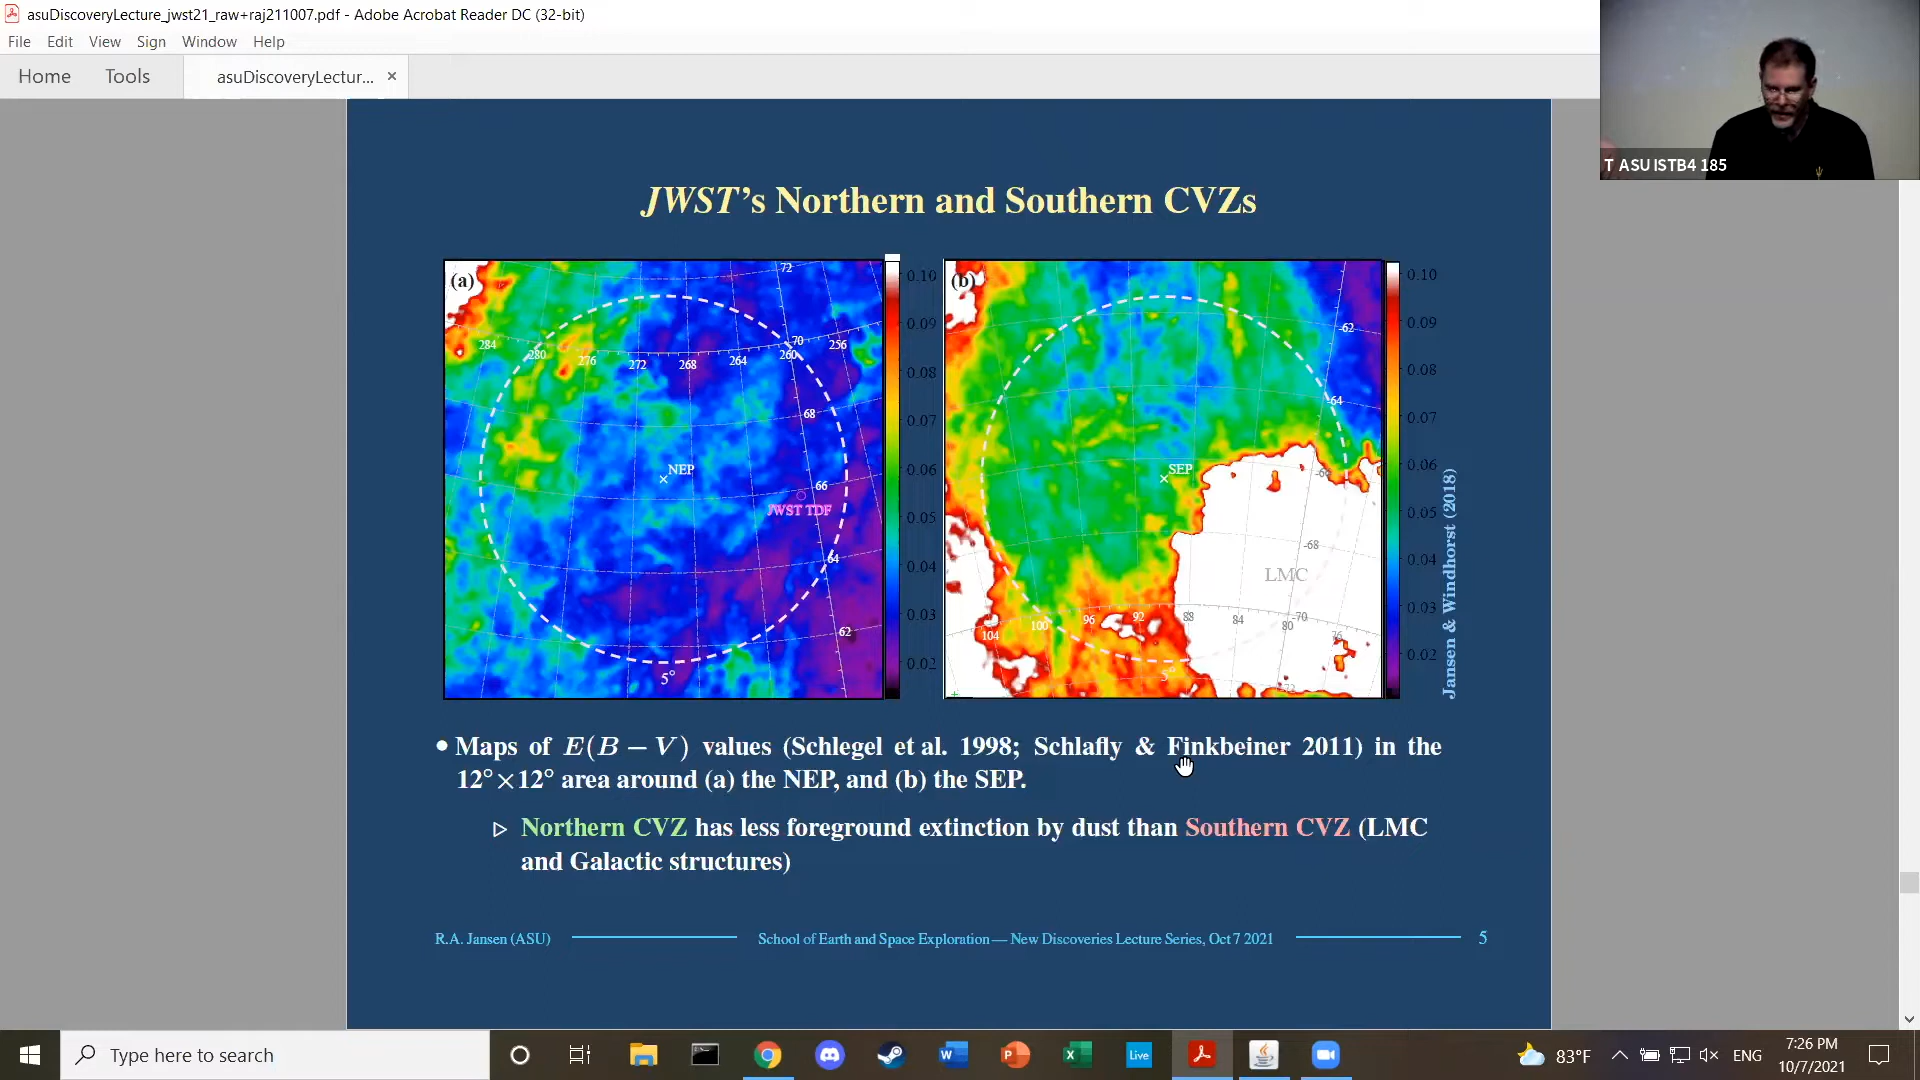 asuDiscoveryLecture_jwst21_raw+raj211007.pdf - Adobe Acrobat Reader DC (32-bit)
File Edit View Sign Window Help
Home Tools asuDiscoveryLectur... ×
T ASU ISTB4 185
JWST's Northern and Southern CVZs
(a)
72
284 280 276 272 268 264 260 70 256
68
NEP
66
JWST TDF
64
62
5°
0.10
0.09
0.08
0.07
0.06
0.05
0.04
0.03
0.02
(b)
-62
-64
SEP
-66
-68
LMC
-70
104 100 96 92 88 84 80 76
-72
5°
0.10
0.09
0.08
0.07
0.06
0.05
0.04
0.03
0.02
Jansen & Windhorst (2018)
• Maps of E(B − V) values (Schlegel et al. 1998; Schlafly & Finkbeiner 2011) in the
12°×12° area around (a) the NEP, and (b) the SEP.
▷ Northern CVZ has less foreground extinction by dust than Southern CVZ (LMC
and Galactic structures)
R.A. Jansen (ASU) School of Earth and Space Exploration — New Discoveries Lecture Series, Oct 7 2021 5
Type here to search
Live
83°F ENG
7:26 PM
10/7/2021